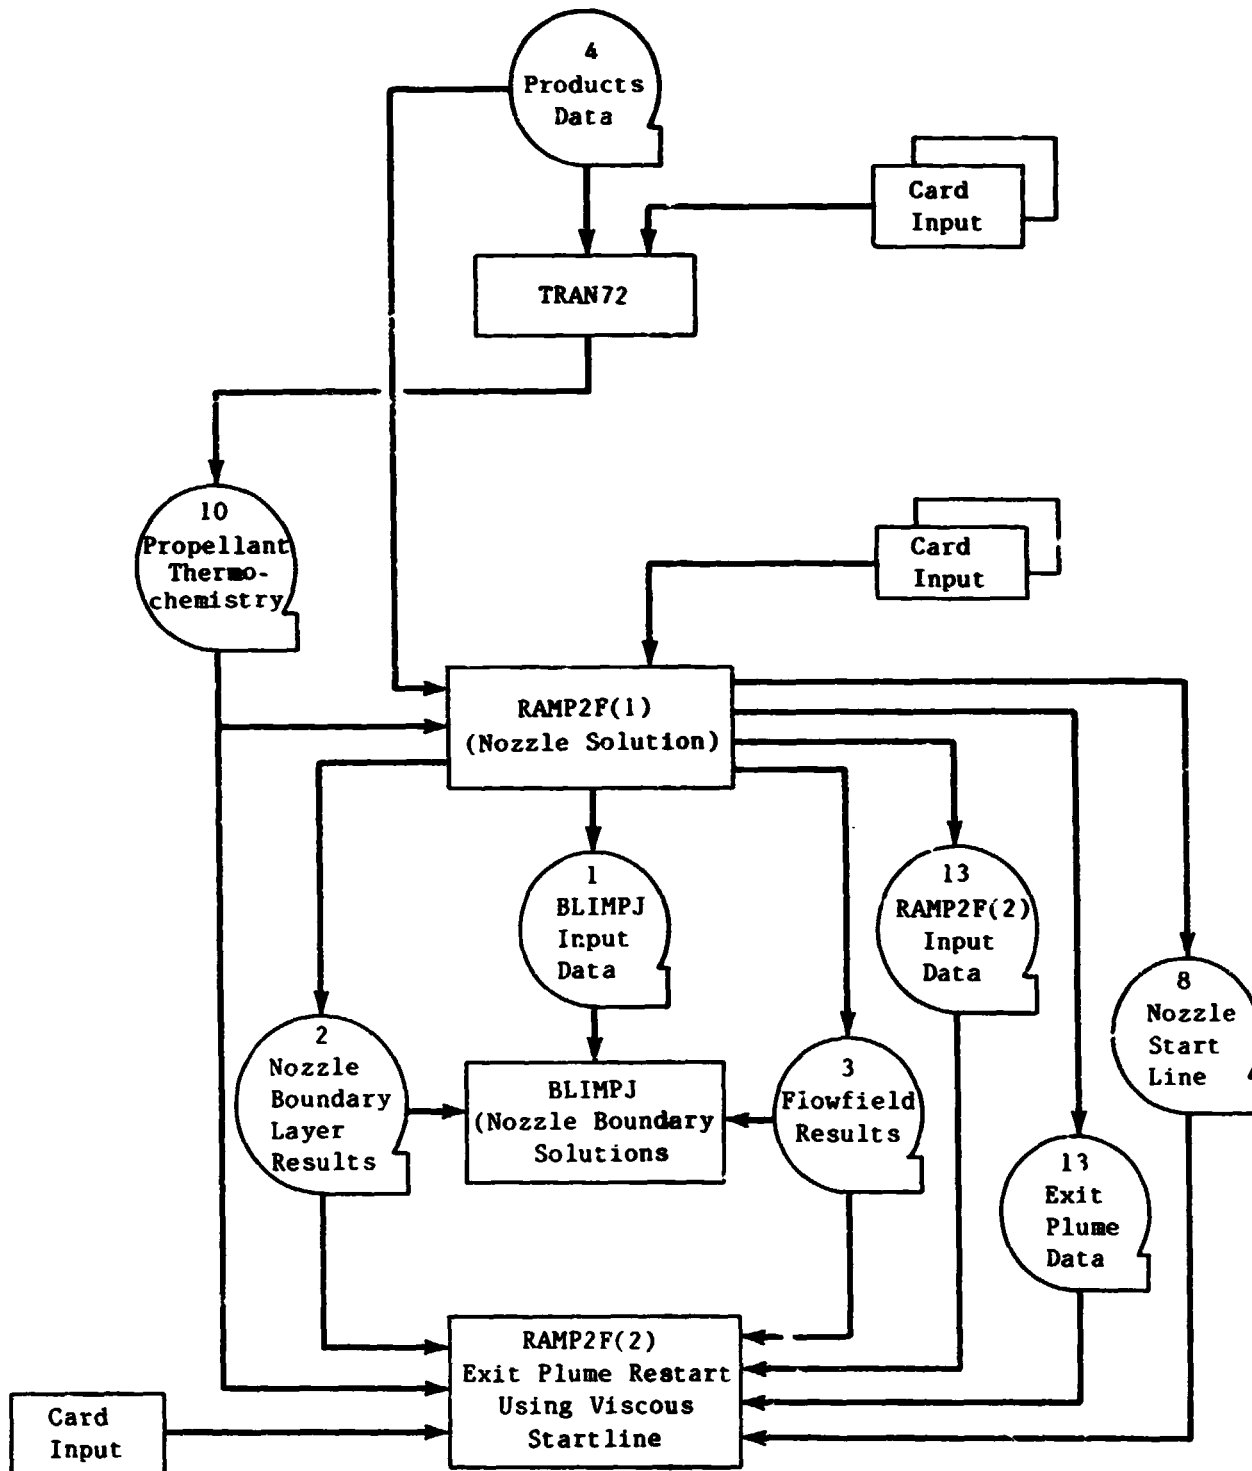 4
Products
Data
Card
Input
TRAN72
10
Propellant
Thermo-
chemistry
Card
Input
RAMP2F(1)
(Nozzle Solution)
1
BLIMPJ
Input
Data
13
RAMP2F(2)
Input
Data
8
Nozzle
Start
Line
2
Nozzle
Boundary
Layer
Results
BLIMPJ
(Nozzle Boundary
Solutions
3
Flowfield
Results
13
Exit
Plume
Data
RAMP2F(2)
Exit Plume Restart
Using Viscous
Startline
Card
Input